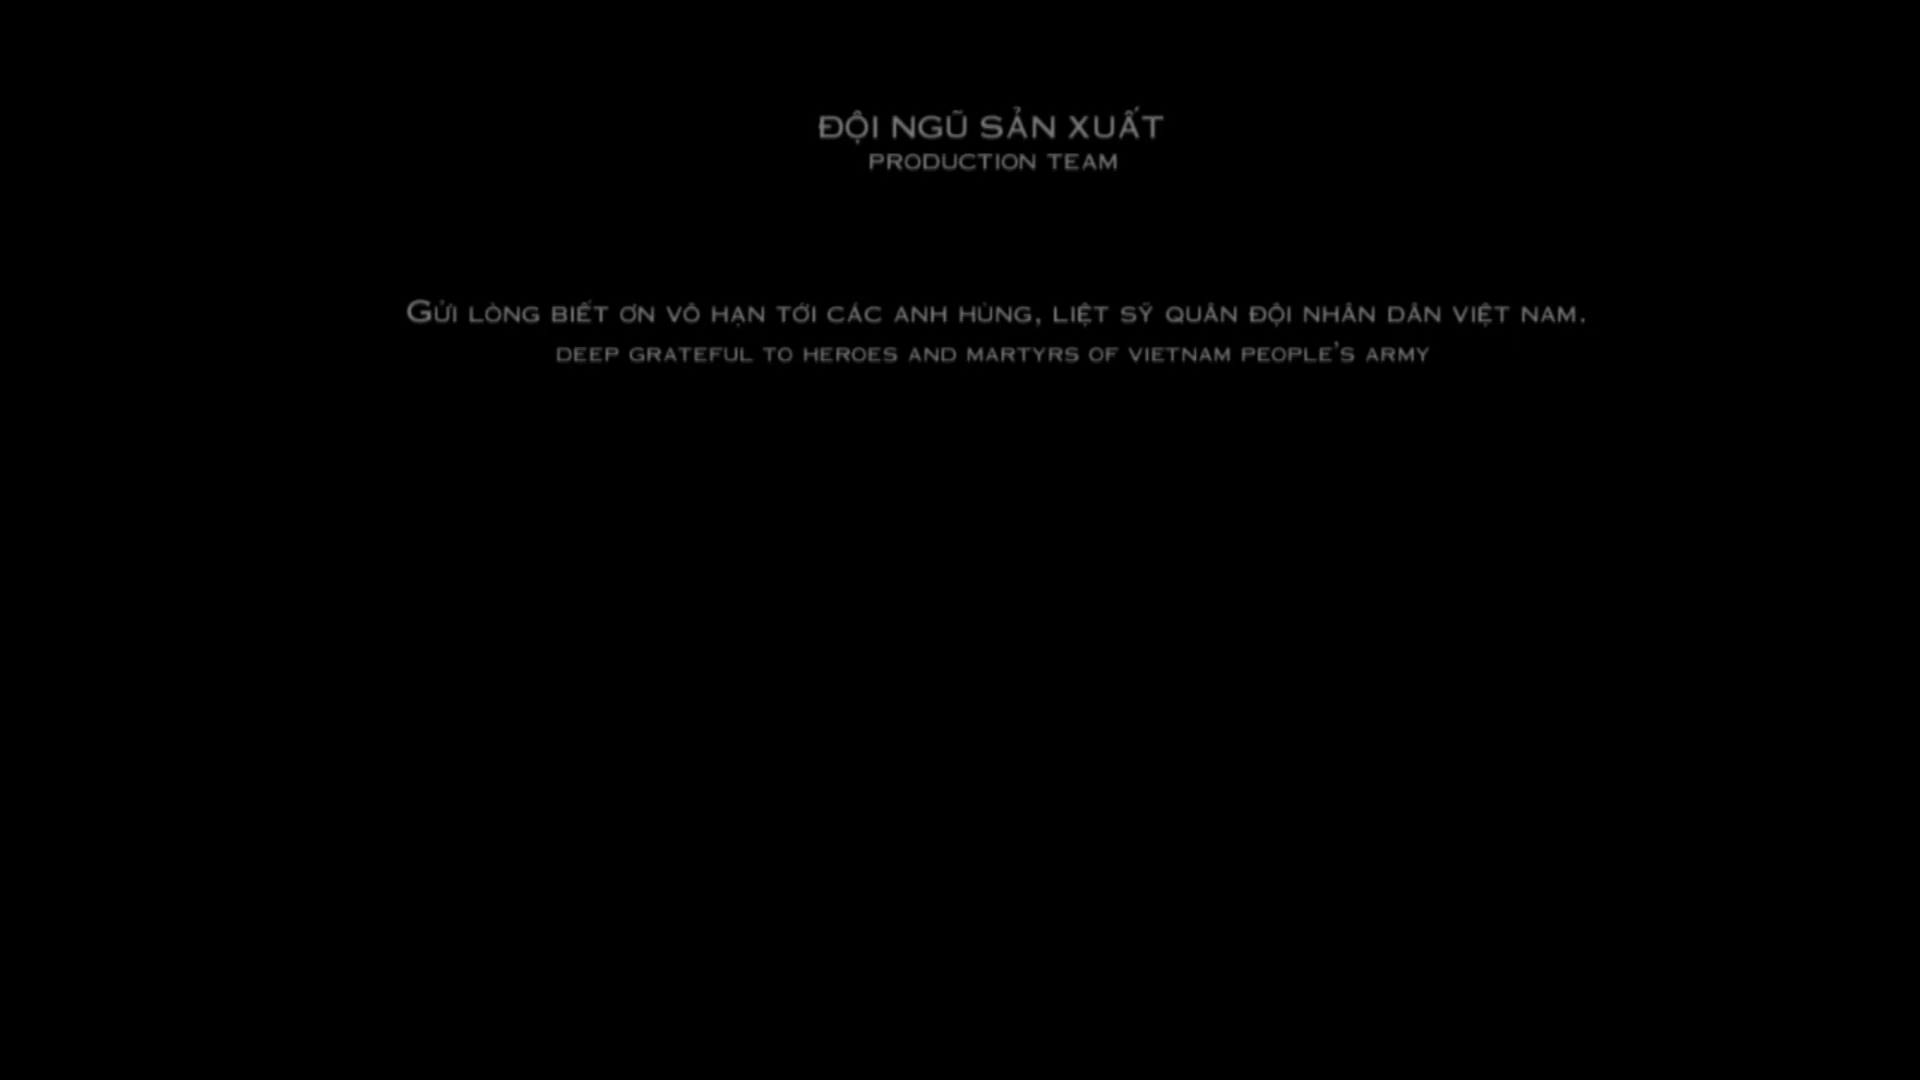 ĐỘI NGŨ SẢN XUẤT
PRODUCTION TEAM
GỬI LÒNG BIẾT ƠN VÔ HẠN TỚI CÁC ANH HÙNG, LIỆT SỸ QUÂN ĐỘI NHÂN DÂN VIỆT NAM.
DEEP GRATEFUL TO HEROES AND MARTYRS OF VIETNAM PEOPLE'S ARMY